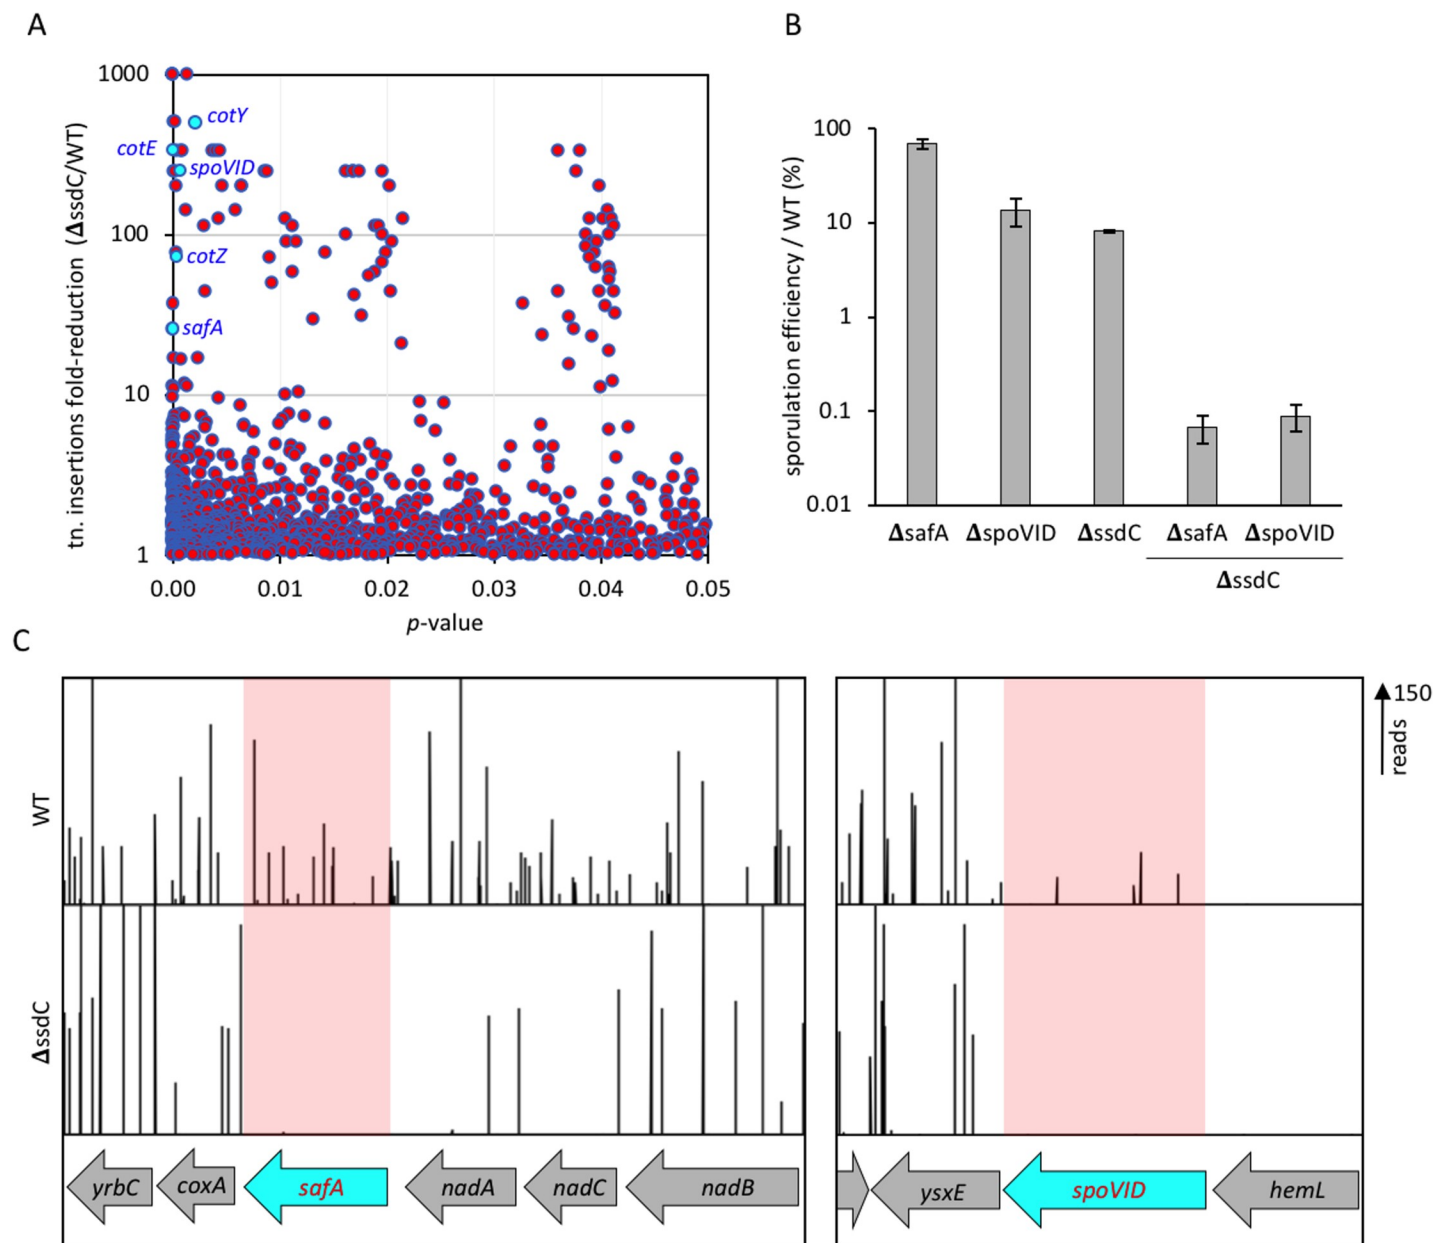 A
tn. insertions fold-reduction (ΔssdC/WT)
1000
100
10
1
cotY
cotE
spoVID
cotZ
safA
0.00 0.01 0.02 0.03 0.04 0.05
p-value
B
sporulation efficiency / WT (%)
100
10
1
0.1
0.01
ΔsafA ΔspoVID ΔssdC ΔsafA ΔspoVID
ΔssdC
C
WT
ΔssdC
150
reads
yrbC coxA safA nadA nadC nadB
ysxE spoVID hemL